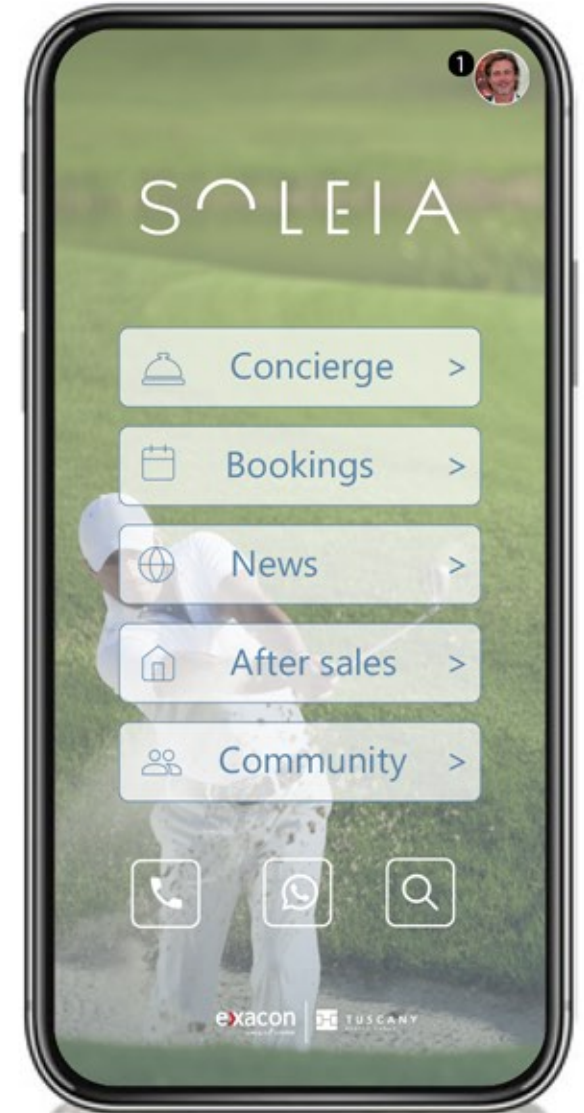 1
SOLEIA
Concierge >
Bookings >
News >
After sales >
Community >
exacon TUSCANY